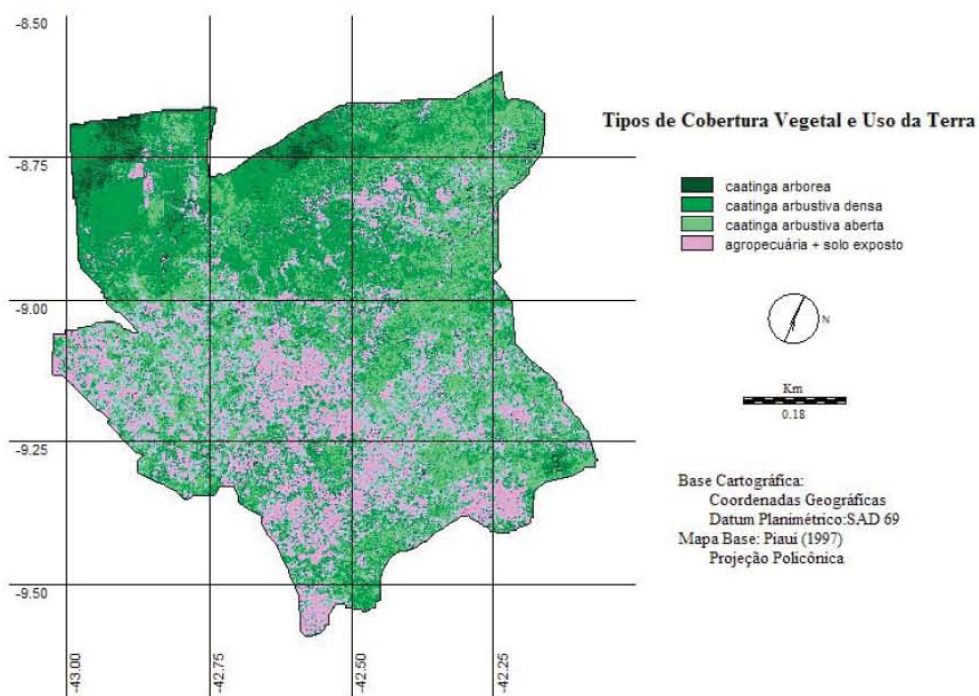 -8.50
Tipos de Cobertura Vegetal e Uso da Terra
-8.75
caatinga arborea
caatinga arbustiva densa
caatinga arbustiva aberta
agropecuária + solo exposto
-9.00
N
Km
0.18
-9.25
Base Cartográfica:
Coordenadas Geográficas
Datum Planimétrico:SAD 69
Mapa Base: Piaui (1997)
Projeção Policônica
-9.50
-43.00
-42.75
-42.50
-42.25